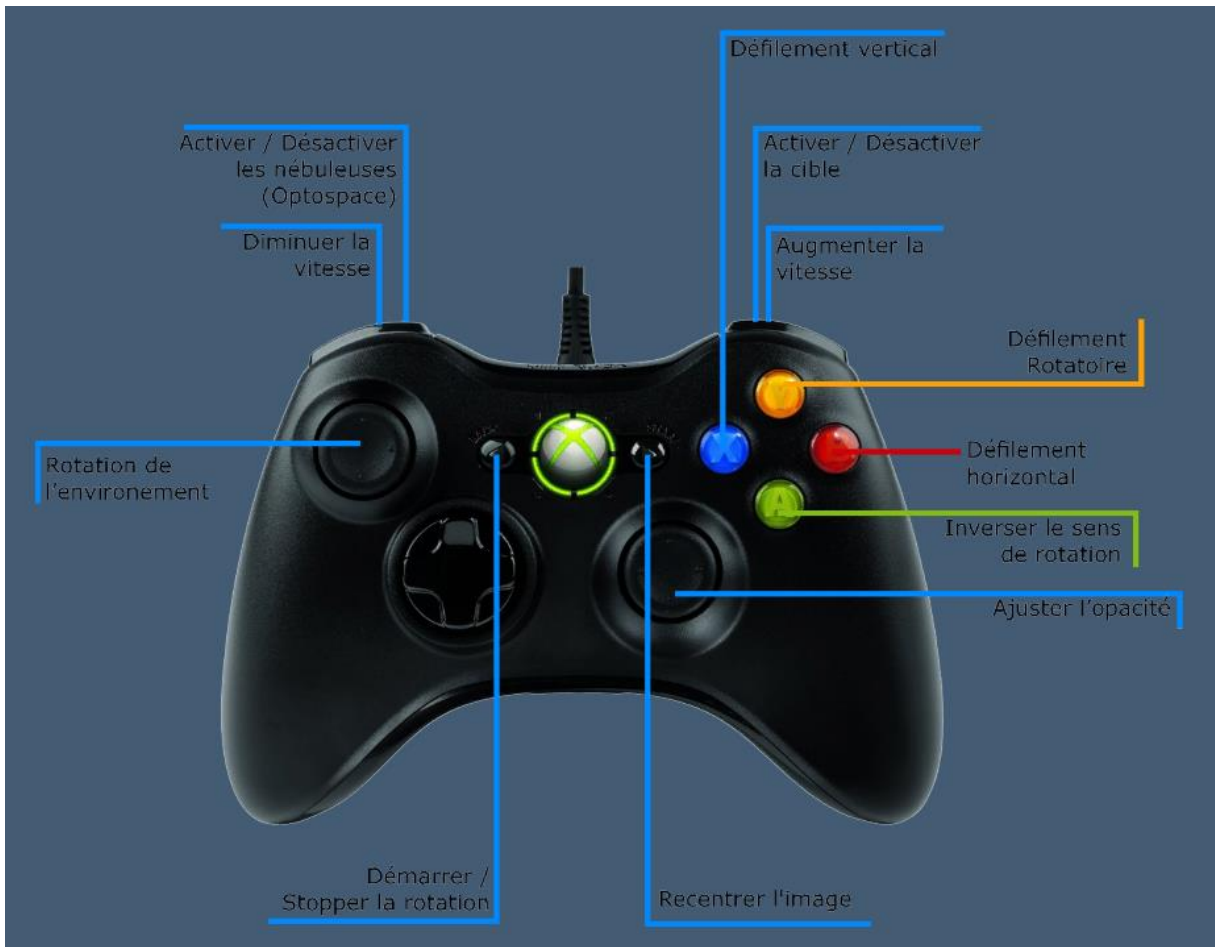 Défilement vertical
Activer / Désactiver
les nébuleuses
(Optospace)
Activer / Désactiver
la cible
Diminuer la
vitesse
Augmenter la
vitesse
Défilement
Rotatoire
Rotation de
l'environement
Défilement
horizontal
X
A
Inverser le sens
de rotation
Ajuster l'opacité
Démarrer /
Stopper la rotation
Recentrer l'image